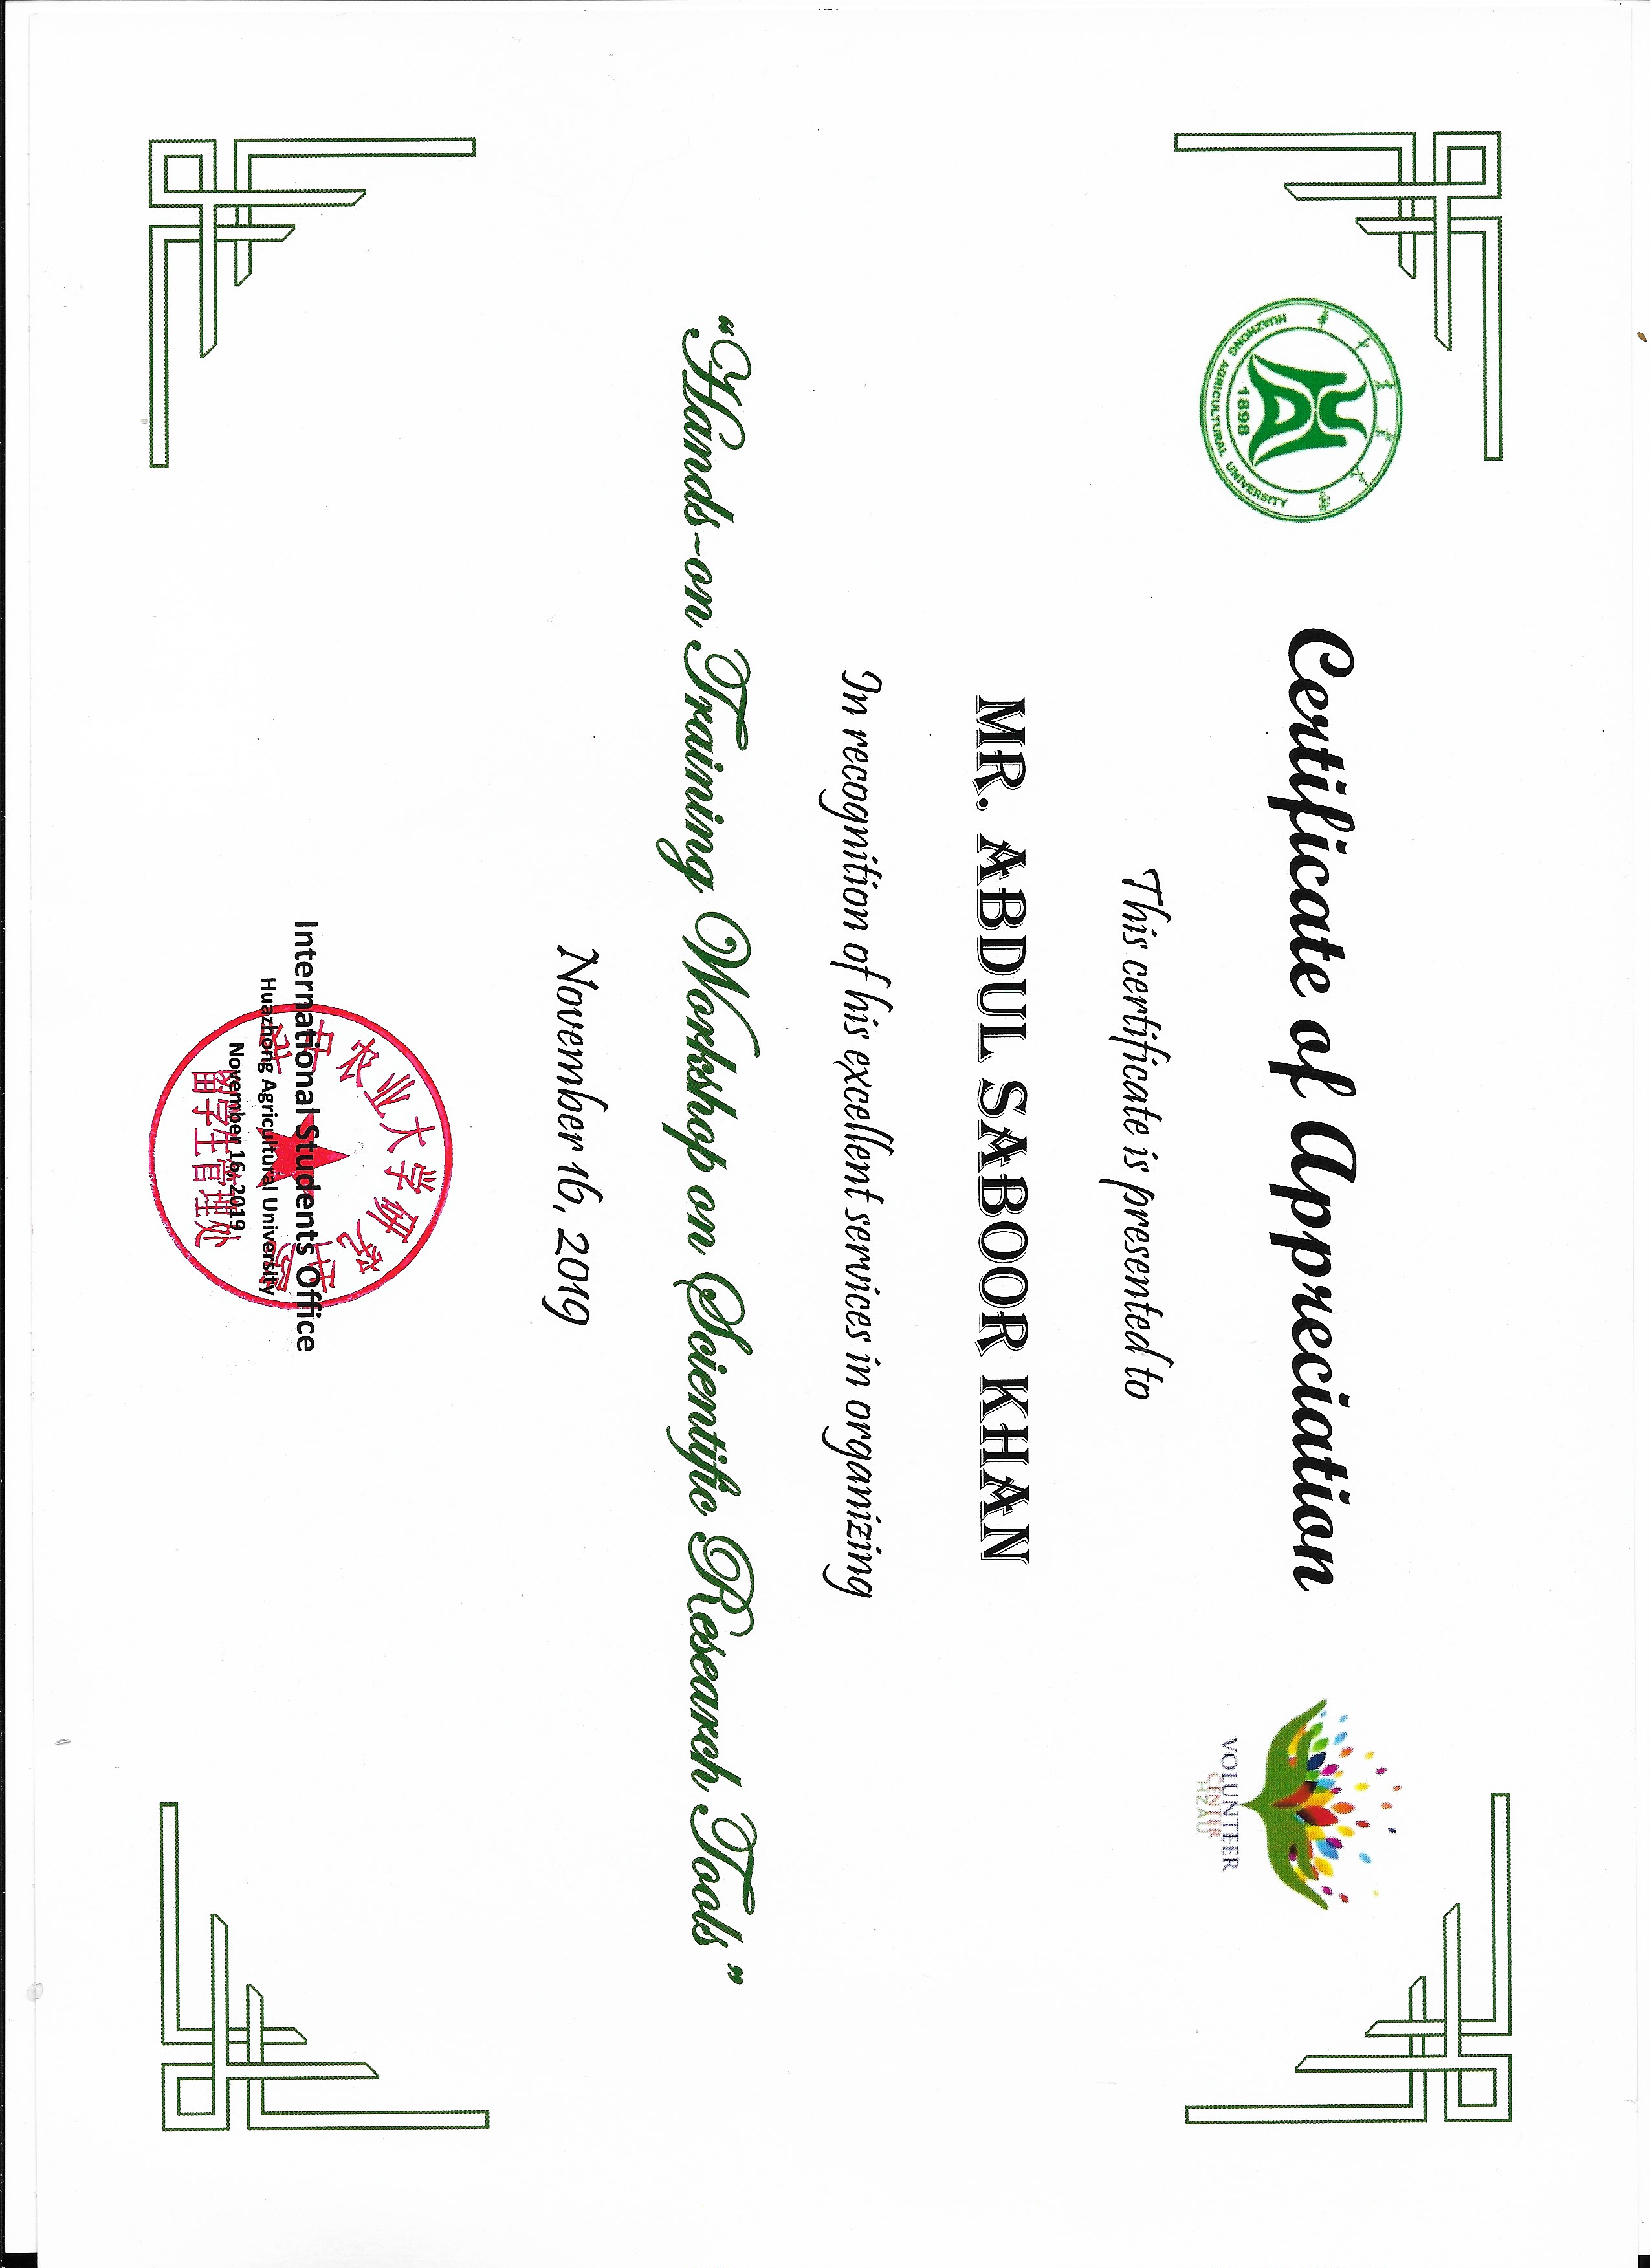 华中农业大学
HUAZHONG AGRICULTURAL UNIVERSITY
1898
Certificate of Appreciation
VOLUNTEER
CENTER
HZAU
This certificate is presented to
MR. ABDUL SABOOR KHAN
In recognition of his excellent services in organizing
“Hands-on Training Workshop on Scientific Research Tools”
November 16, 2019
华中农业大学研究生院
International Students Office
Huazhong Agricultural University
November 16, 2019
留学生管理处